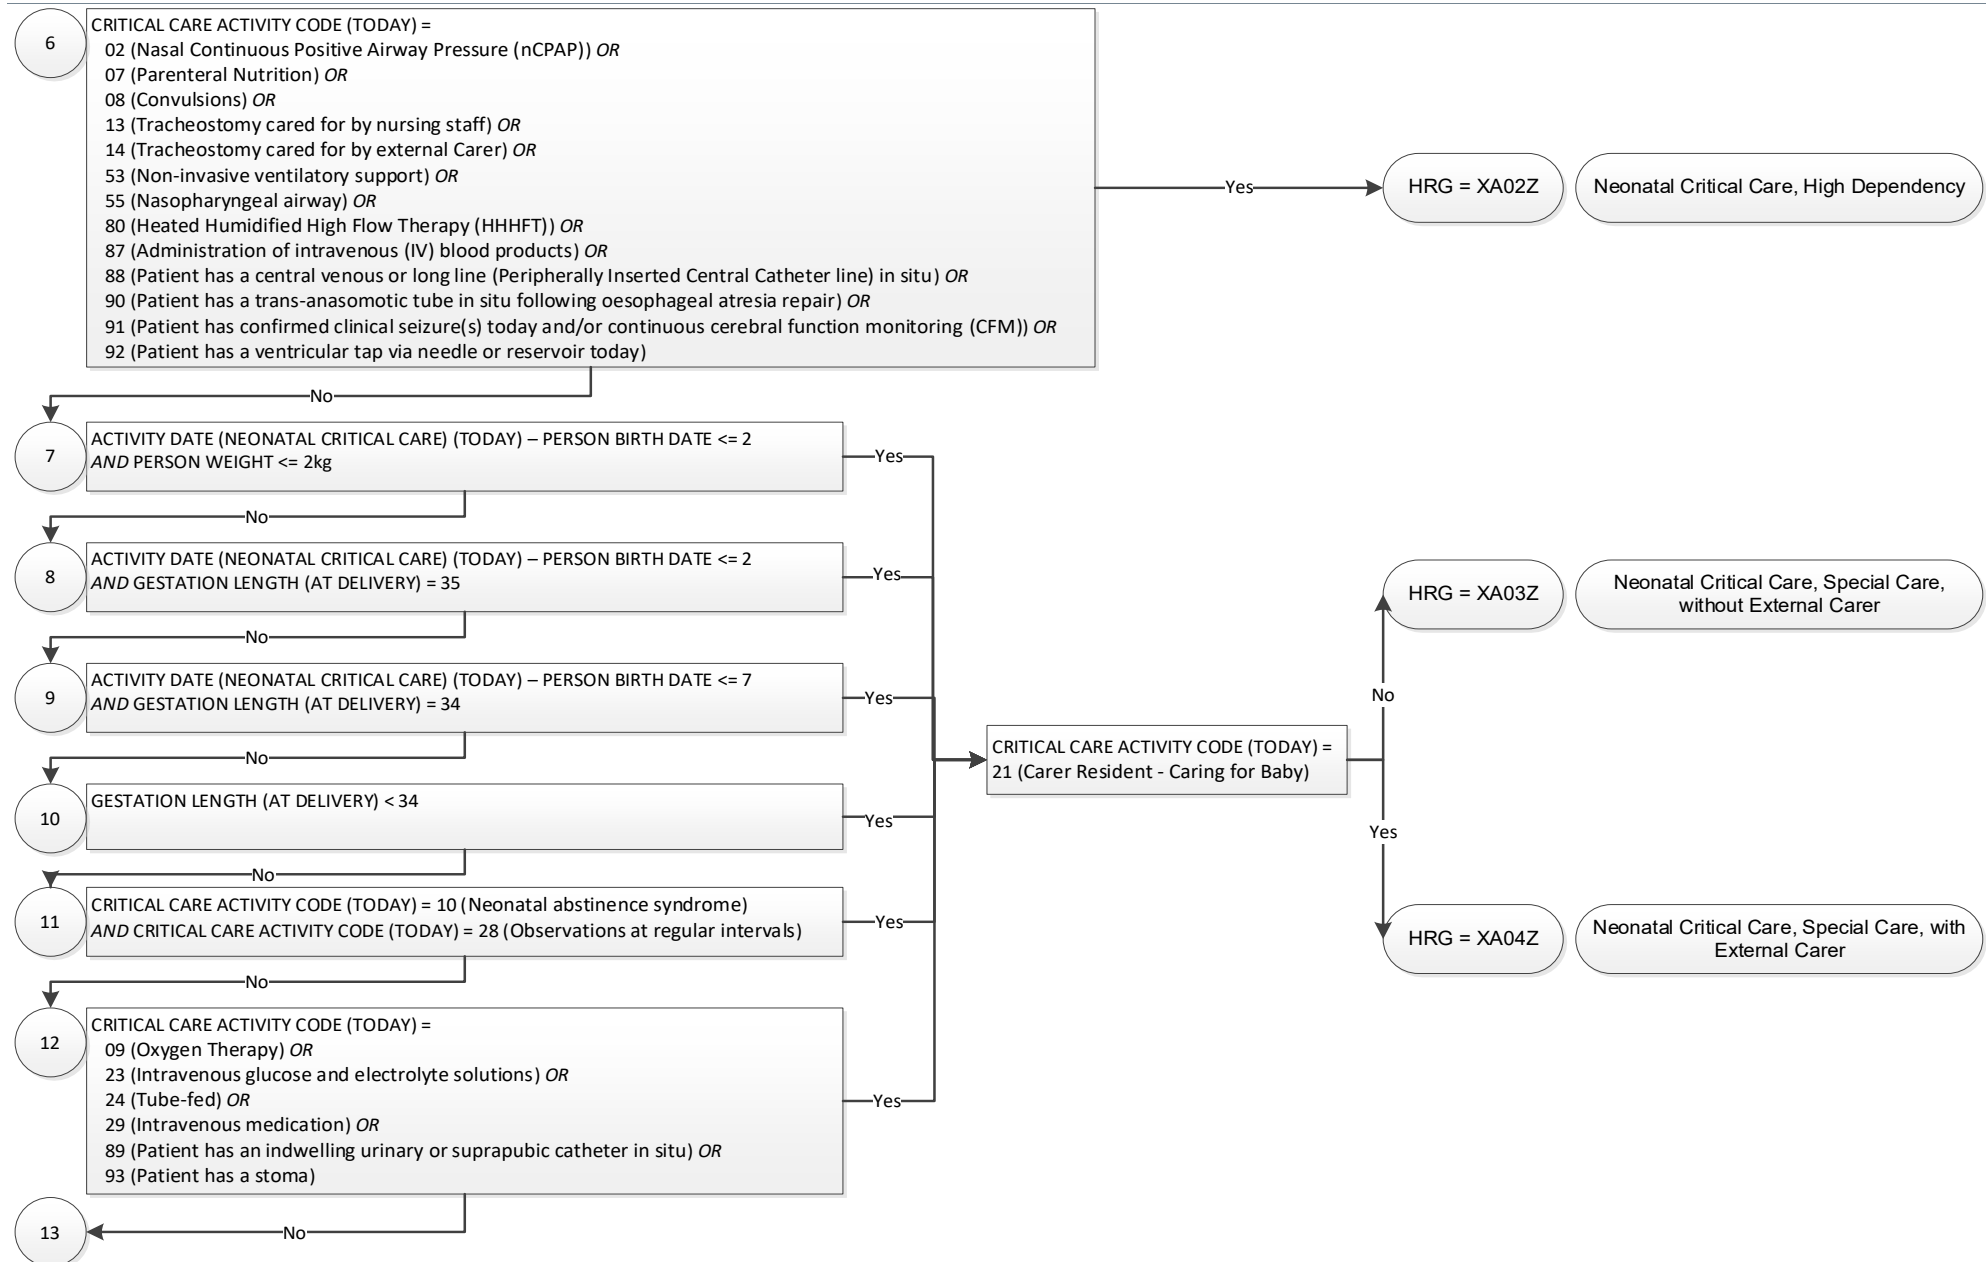 6
CRITICAL CARE ACTIVITY CODE (TODAY) =
02 (Nasal Continuous Positive Airway Pressure (nCPAP)) OR
07 (Parenteral Nutrition) OR
08 (Convulsions) OR
13 (Tracheostomy cared for by nursing staff) OR
14 (Tracheostomy cared for by external Carer) OR
53 (Non-invasive ventilatory support) OR
55 (Nasopharyngeal airway) OR
80 (Heated Humidified High Flow Therapy (HHHFT)) OR
87 (Administration of intravenous (IV) blood products) OR
88 (Patient has a central venous or long line (Peripherally Inserted Central Catheter line) in situ) OR
90 (Patient has a trans-anasomotic tube in situ following oesophageal atresia repair) OR
91 (Patient has confirmed clinical seizure(s) today and/or continuous cerebral function monitoring (CFM)) OR
92 (Patient has a ventricular tap via needle or reservoir today)
Yes
HRG = XA02Z
Neonatal Critical Care, High Dependency
No
7
ACTIVITY DATE (NEONATAL CRITICAL CARE) (TODAY) – PERSON BIRTH DATE <= 2
AND PERSON WEIGHT <= 2kg
Yes
No
8
ACTIVITY DATE (NEONATAL CRITICAL CARE) (TODAY) – PERSON BIRTH DATE <= 2
AND GESTATION LENGTH (AT DELIVERY) = 35
Yes
No
9
ACTIVITY DATE (NEONATAL CRITICAL CARE) (TODAY) – PERSON BIRTH DATE <= 7
AND GESTATION LENGTH (AT DELIVERY) = 34
Yes
No
10
GESTATION LENGTH (AT DELIVERY) < 34
Yes
No
11
CRITICAL CARE ACTIVITY CODE (TODAY) = 10 (Neonatal abstinence syndrome)
AND CRITICAL CARE ACTIVITY CODE (TODAY) = 28 (Observations at regular intervals)
Yes
No
12
CRITICAL CARE ACTIVITY CODE (TODAY) =
09 (Oxygen Therapy) OR
23 (Intravenous glucose and electrolyte solutions) OR
24 (Tube-fed) OR
29 (Intravenous medication) OR
89 (Patient has an indwelling urinary or suprapubic catheter in situ) OR
93 (Patient has a stoma)
Yes
No
13
CRITICAL CARE ACTIVITY CODE (TODAY) =
21 (Carer Resident - Caring for Baby)
No
HRG = XA03Z
Neonatal Critical Care, Special Care,
without External Carer
Yes
HRG = XA04Z
Neonatal Critical Care, Special Care, with
External Carer